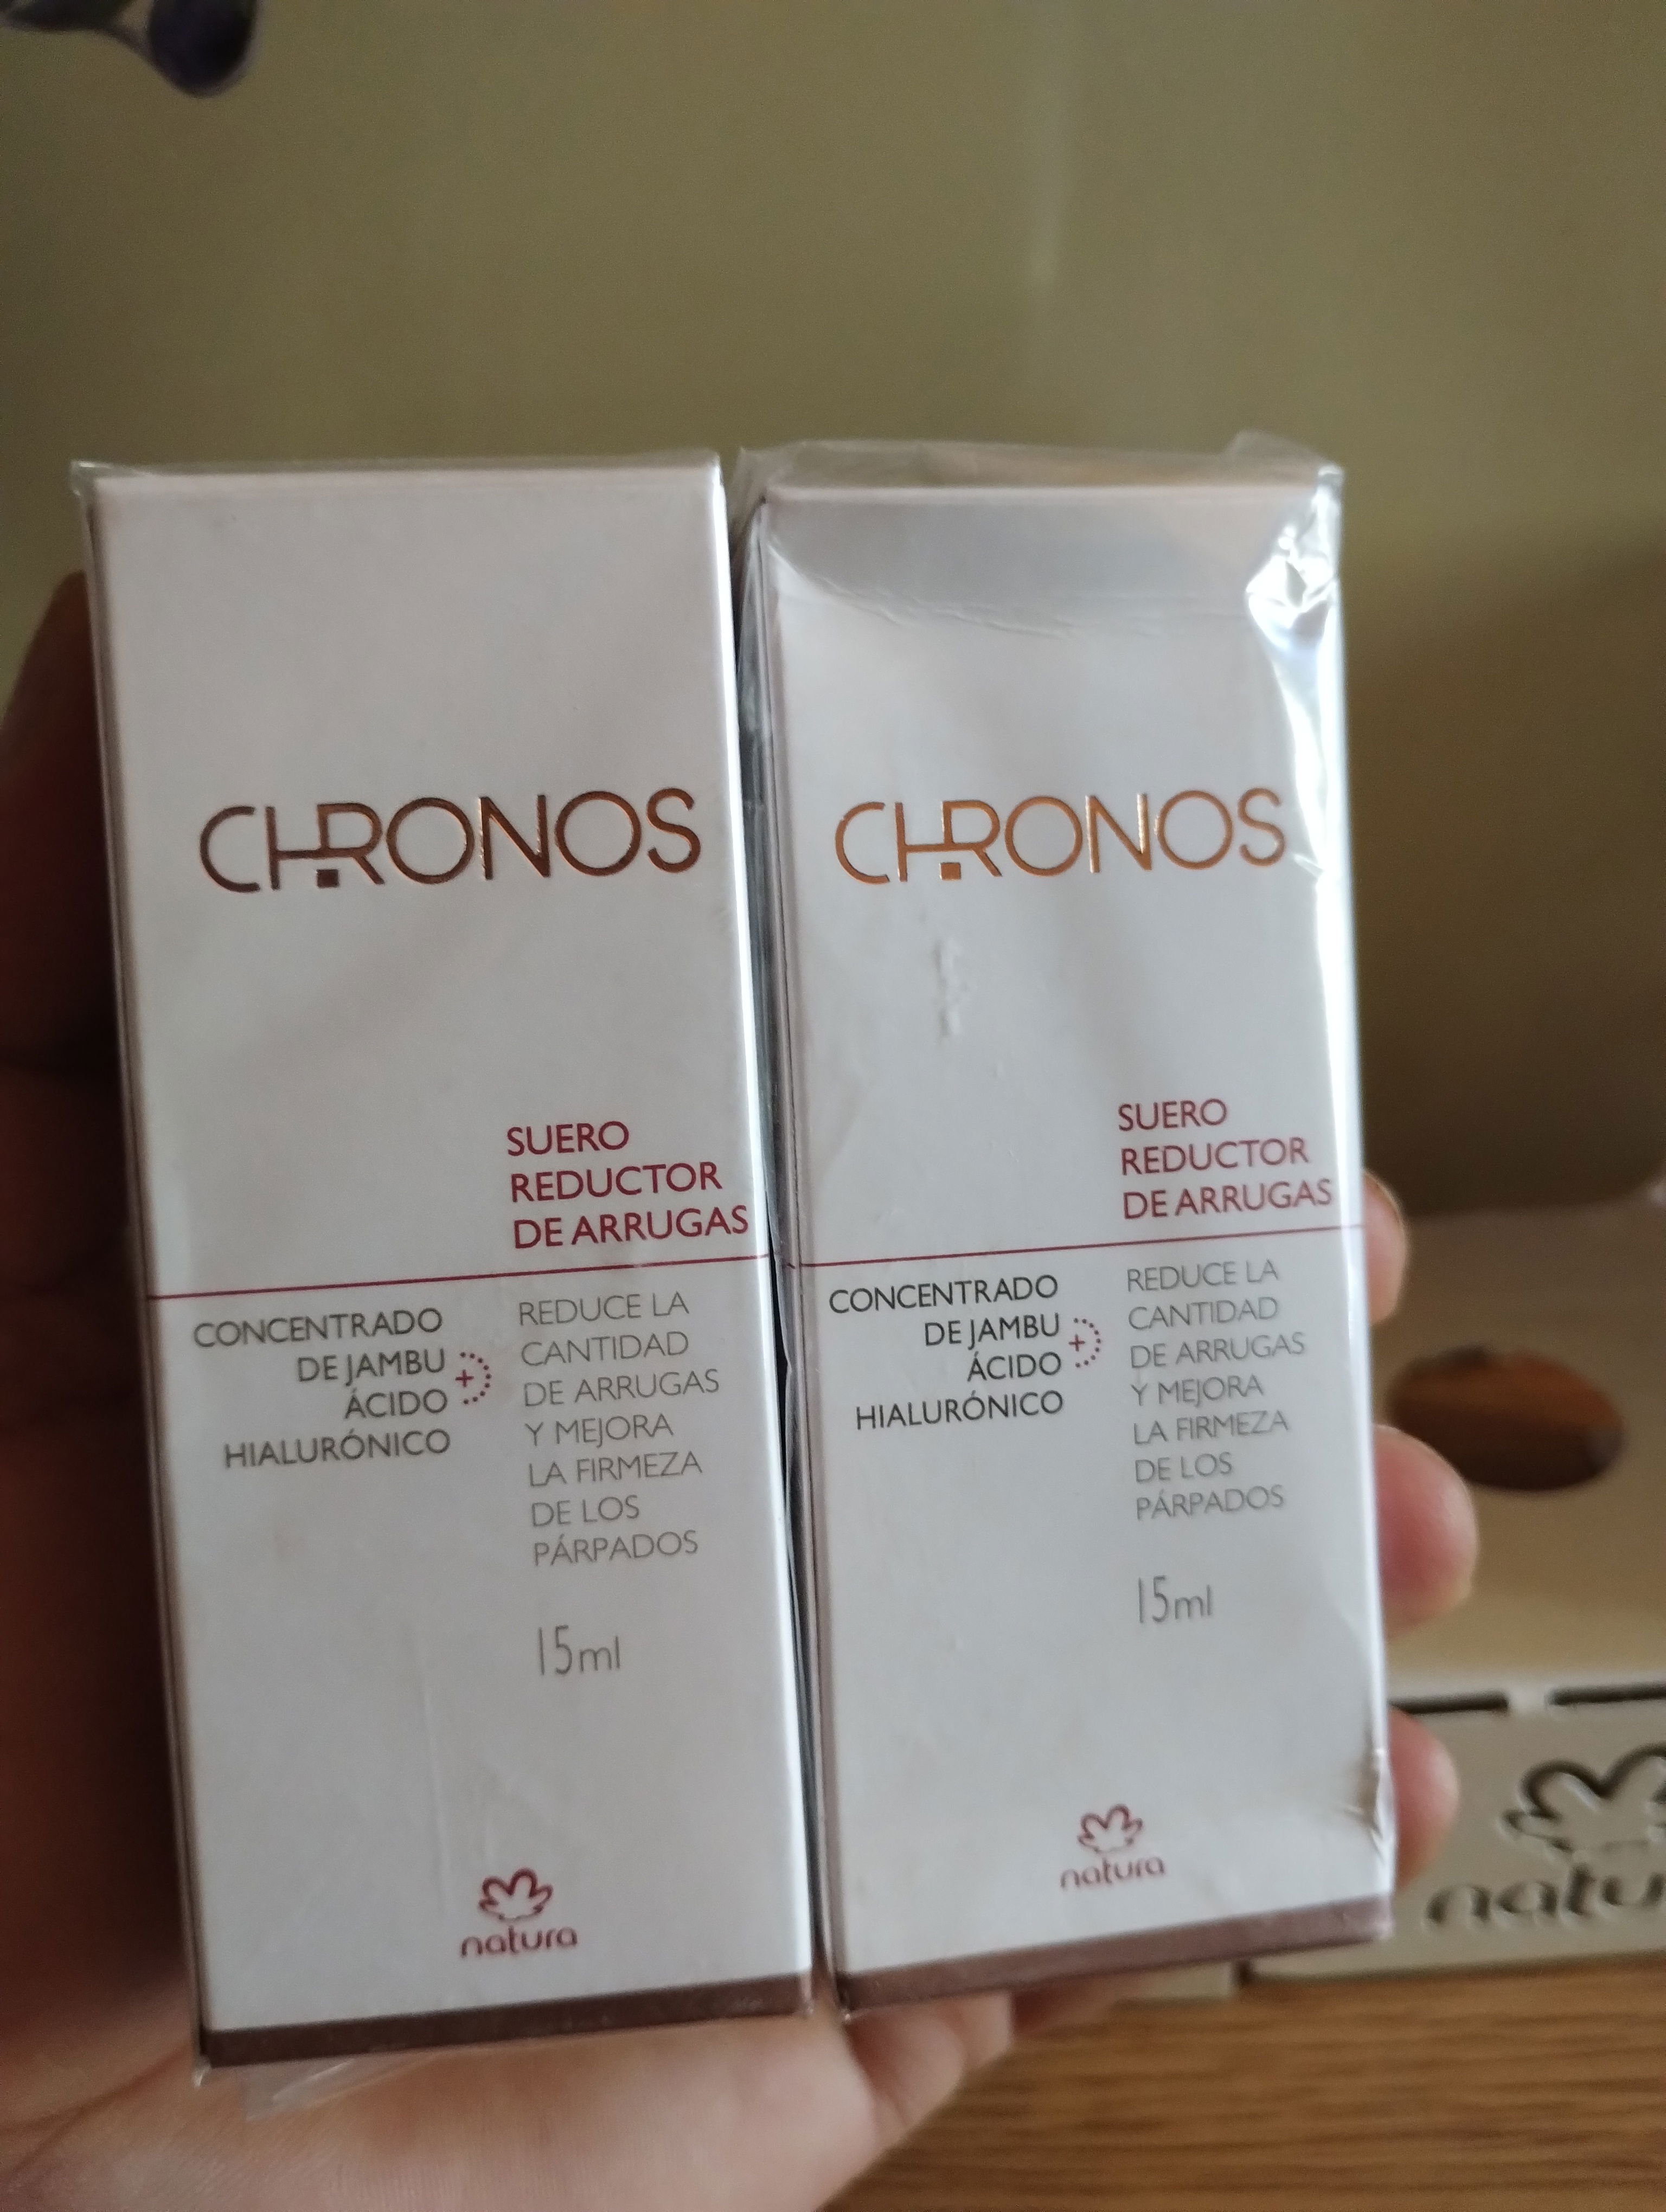 CHRONOS
SUERO
REDUCTOR
DE ARRUGAS
CONCENTRADO
DE JAMBU
+
ÁCIDO
HIALURÓNICO
REDUCE LA
CANTIDAD
DE ARRUGAS
Y MEJORA
LA FIRMEZA
DE LOS
PÁRPADOS
15ml
natura
CHRONOS
SUERO
REDUCTOR
DE ARRUGAS
CONCENTRADO
DE JAMBU
+
ÁCIDO
HIALURÓNICO
REDUCE LA
CANTIDAD
DE ARRUGAS
Y MEJORA
LA FIRMEZA
DE LOS
PÁRPADOS
15ml
natura
natu